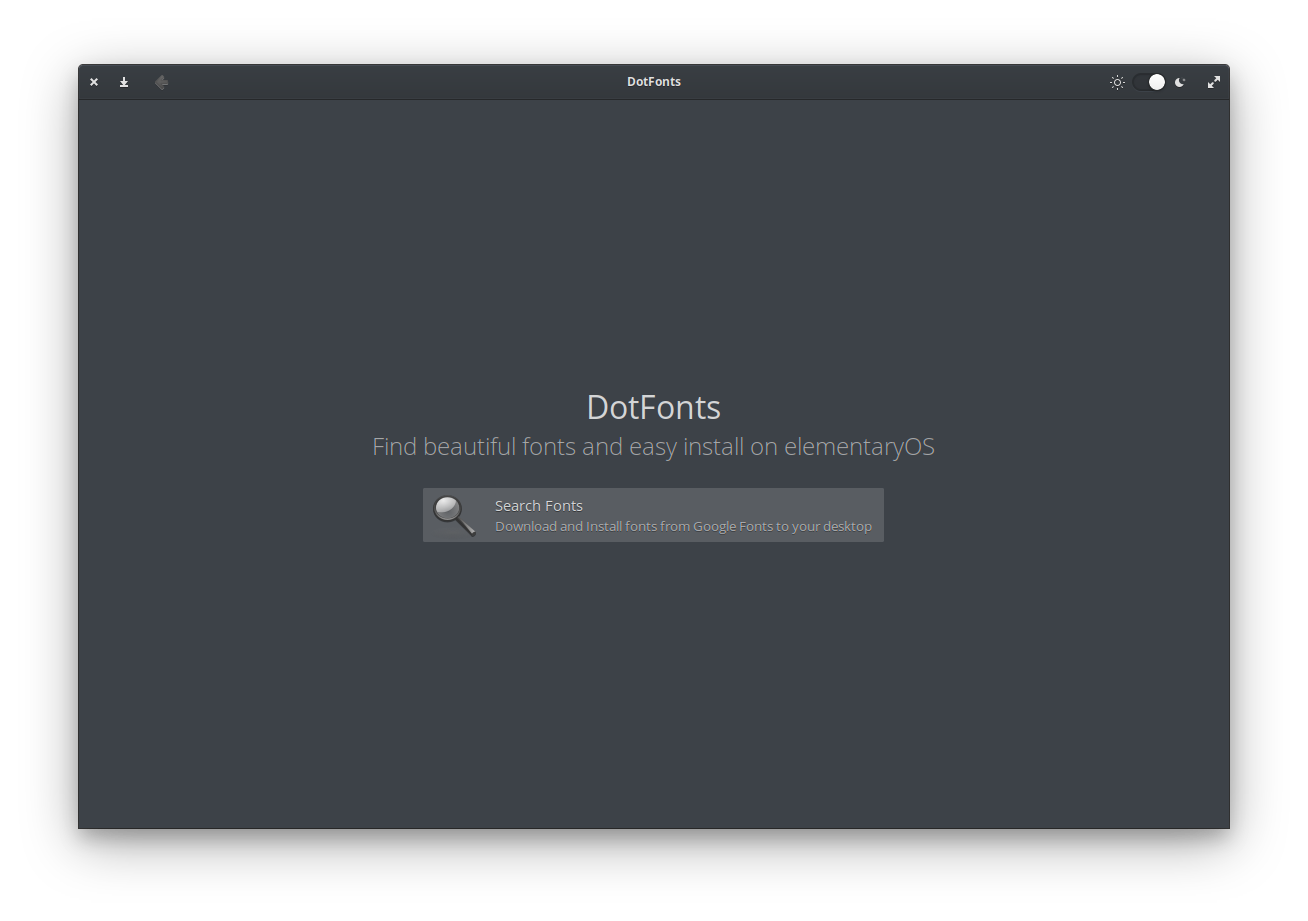 DotFonts
DotFonts
Find beautiful fonts and easy install on elementaryOS
Search Fonts
Download and Install fonts from Google Fonts to your desktop